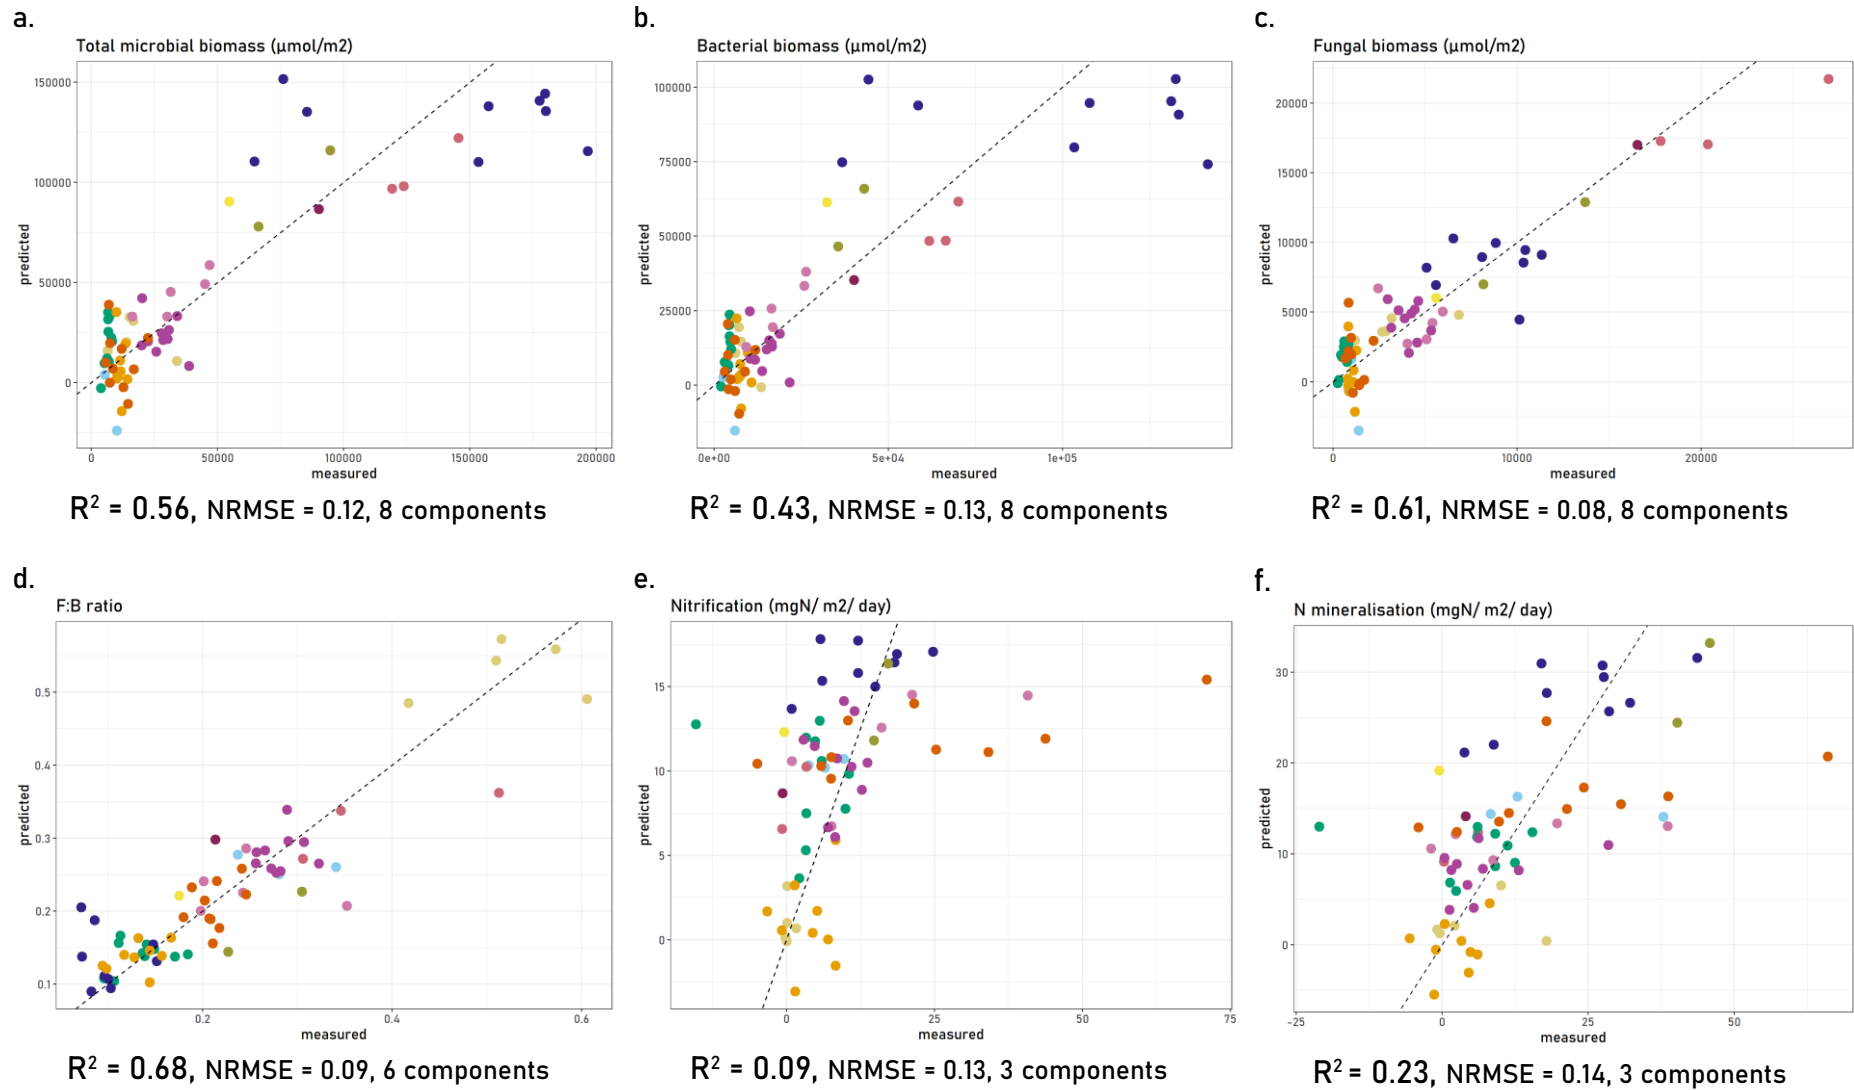 a.
Total microbial biomass (µmol/m2)
150000
100000
50000
0
predicted
0 50000 100000 150000 200000
measured
R² = 0.56, NRMSE = 0.12, 8 components
b.
Bacterial biomass (µmol/m2)
100000
75000
50000
25000
0
predicted
0e+00 5e+04 1e+05
measured
R² = 0.43, NRMSE = 0.13, 8 components
c.
Fungal biomass (µmol/m2)
20000
15000
10000
5000
0
predicted
0 10000 20000
measured
R² = 0.61, NRMSE = 0.08, 8 components
d.
F:B ratio
0.5
0.4
0.3
0.2
0.1
predicted
0.2 0.4 0.6
measured
R² = 0.68, NRMSE = 0.09, 6 components
e.
Nitrification (mgN/ m2/ day)
15
10
5
0
predicted
0 25 50 75
measured
R² = 0.09, NRMSE = 0.13, 3 components
f.
N mineralisation (mgN/ m2/ day)
30
20
10
0
predicted
-25 0 25 50
measured
R² = 0.23, NRMSE = 0.14, 3 components